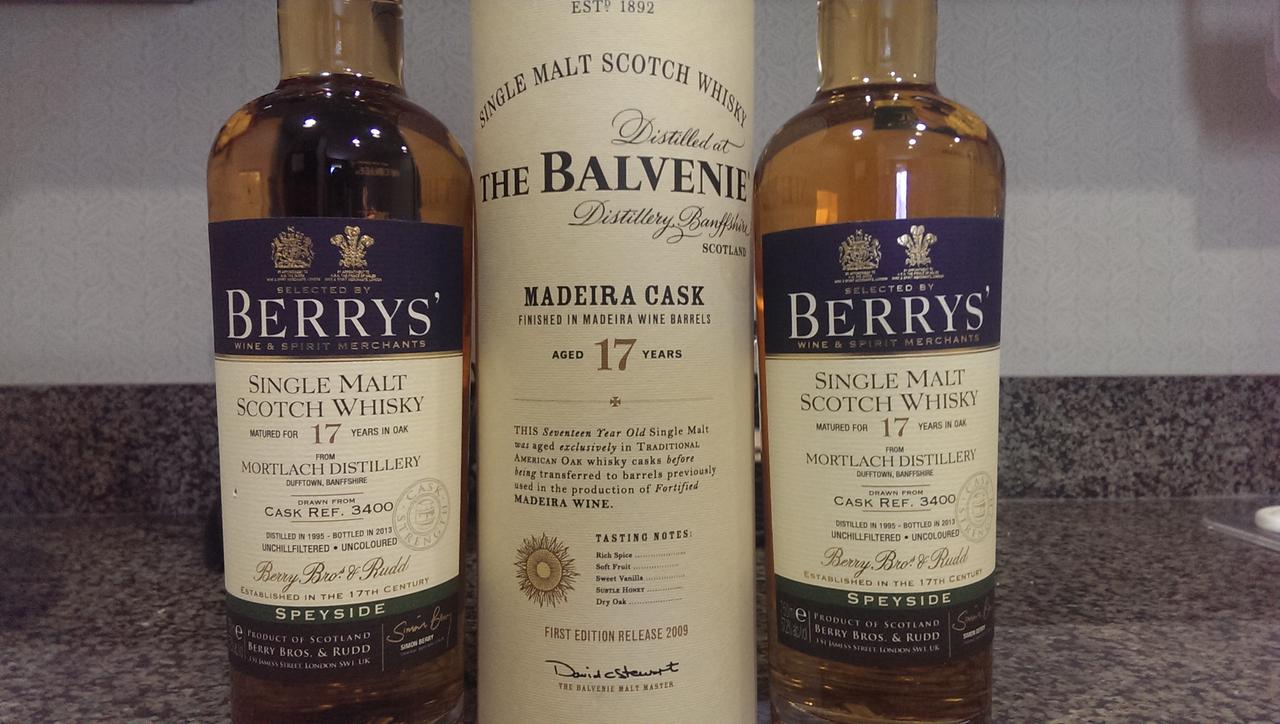 SELECTED BY
BERRYS'
WINE & SPIRIT MERCHANTS
SINGLE MALT
SCOTCH WHISKY
MATURED FOR 17 YEARS IN OAK
FROM
MORTLACH DISTILLERY
DUFFTOWN, BANFFSHIRE
DRAWN FROM
CASK REF. 3400
CASK
STRENGTH
DISTILLED IN 1995 - BOTTLED IN 2013
UNCHILLFILTERED • UNCOLOURED
Berry Bros & Rudd
ESTABLISHED IN THE 17TH CENTURY
SPEYSIDE
PRODUCT OF SCOTLAND
BERRY BROS. & RUDD
3 ST JAMES'S STREET, LONDON SW1. UK
SIMON BERRY
ESTD 1892
SINGLE MALT SCOTCH WHISKY
Distilled at
THE BALVENIE
Distillery, Banffshire
SCOTLAND
MADEIRA CASK
FINISHED IN MADEIRA WINE BARRELS
AGED 17 YEARS
THIS Seventeen Year Old Single Malt
was aged exclusively in TRADITIONAL
AMERICAN OAK whisky casks before
being transferred to barrels previously
used in the production of Fortified
MADEIRA WINE.
TASTING NOTES:
Rich Spice
Soft Fruit
Sweet Vanilla
SUBTLE HONEY
Dry Oak
FIRST EDITION RELEASE 2009
David C Stewart
THE BALVENIE MALT MASTER
SELECTED BY
BERRYS'
WINE & SPIRIT MERCHANTS
SINGLE MALT
SCOTCH WHISKY
MATURED FOR 17 YEARS IN OAK
FROM
MORTLACH DISTILLERY
DUFFTOWN, BANFFSHIRE
DRAWN FROM
CASK REF. 3400
DISTILLED IN 1995 - BOTTLED IN 2013
UNCHILLFILTERED • UNCOLOURED
Berry Bros & Rudd
ESTABLISHED IN THE 17TH CENTURY
SPEYSIDE
PRODUCT OF SCOTLAND
BERRY BROS. & RUDD
3 ST JAMES'S STREET, LONDON SW1. UK